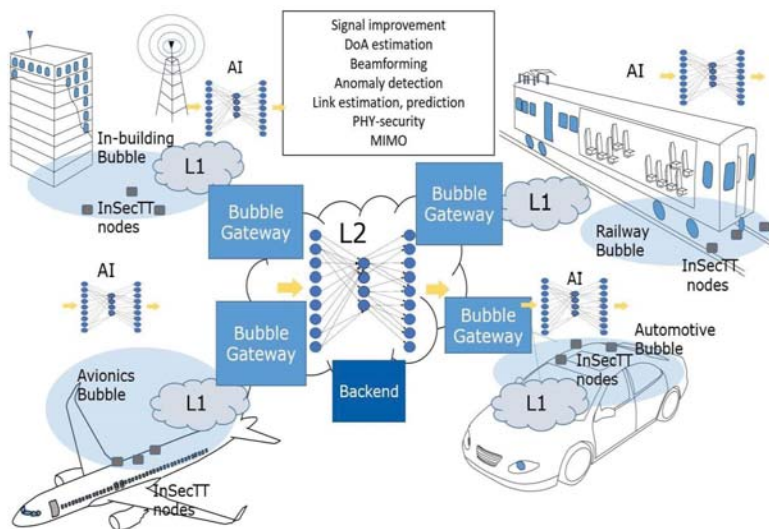 Signal improvement
DoA estimation
Beamforming
Anomaly detection
Link estimation, prediction
PHY-security
MIMO
AI
In-building
Bubble
L1
InSecTT
nodes
Bubble
Gateway
L2
Bubble
Gateway
L1
AI
Railway
Bubble
InSecTT
nodes
AI
Bubble
Gateway
Bubble
Gateway
AI
Automotive
Bubble
InSecTT
nodes
L1
Backend
Avionics
Bubble
L1
InSecTT
nodes